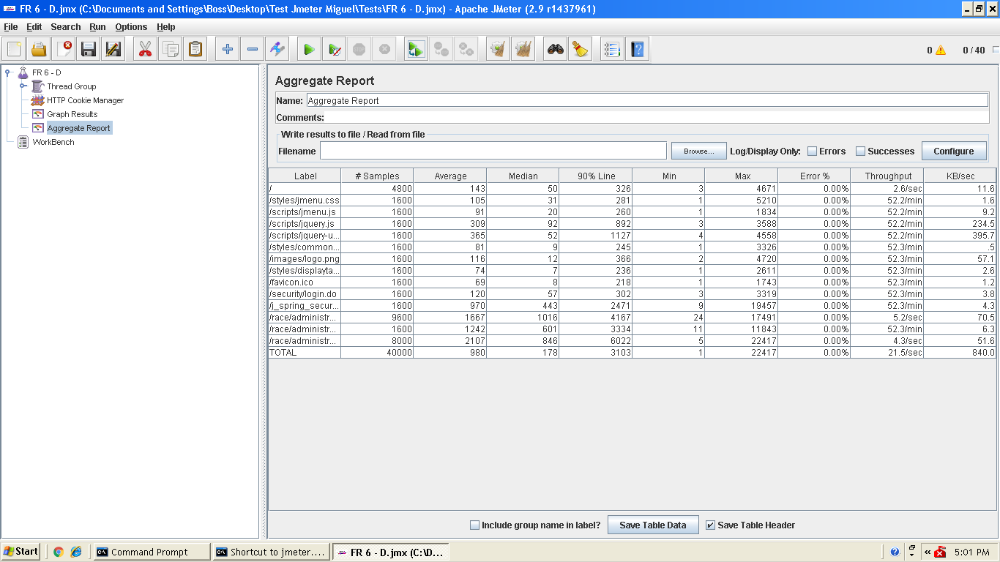 FR 6 - D.jmx (C:\Documents and Settings\Boss\Desktop\Test Jmeter Miguel\Tests\FR 6 - D.jmx) - Apache JMeter (2.9 r1437961)
File Edit Search Run Options Help
0 0 / 40
FR 6 - D
Thread Group
HTTP Cookie Manager
Graph Results
Aggregate Report
WorkBench
Aggregate Report
Name: Aggregate Report
Comments:
Write results to file / Read from file
Filename Browse... Log/Display Only: Errors Successes Configure
Label # Samples Average Median 90% Line Min Max Error % Throughput KB/sec
/ 4800 143 50 326 3 4671 0.00% 2.6/sec 11.6
/styles/jmenu.css 1600 105 31 281 1 5210 0.00% 52.2/min 1.6
/scripts/jmenu.js 1600 91 20 260 1 1834 0.00% 52.2/min 9.2
/scripts/jquery.js 1600 309 92 892 3 3588 0.00% 52.2/min 234.5
/scripts/jquery-u... 1600 365 52 1127 4 4558 0.00% 52.2/min 395.7
/styles/common... 1600 81 9 245 1 3326 0.00% 52.3/min .5
/images/logo.png 1600 116 12 366 2 4720 0.00% 52.3/min 57.1
/styles/displayta... 1600 74 7 236 1 2611 0.00% 52.3/min 2.6
/favicon.ico 1600 69 8 218 1 1743 0.00% 52.3/min 1.2
/security/login.do 1600 120 57 302 3 3319 0.00% 52.3/min 3.8
/j_spring_secur... 1600 970 443 2471 9 19457 0.00% 52.3/min 4.3
/race/administr... 9600 1667 1016 4167 24 17491 0.00% 5.2/sec 70.5
/race/administr... 1600 1242 601 3334 11 11843 0.00% 52.3/min 6.3
/race/administr... 8000 2107 846 6022 5 22417 0.00% 4.3/sec 51.6
TOTAL 40000 980 178 3103 1 22417 0.00% 21.5/sec 840.0
Include group name in label? Save Table Data Save Table Header
Start Command Prompt Shortcut to jmeter.... FR 6 - D.jmx (C:\D... 5:01 PM